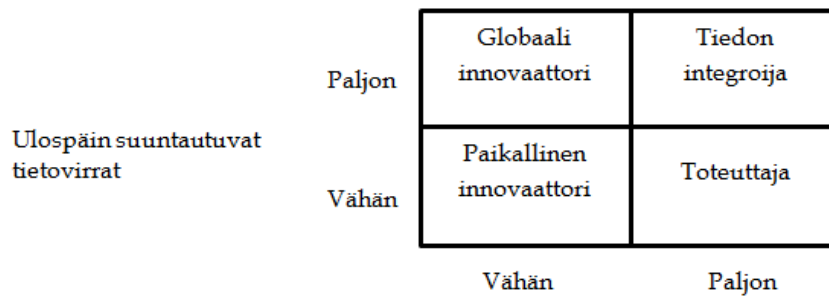 Globaali
innovaattori
Tiedon
integroija
Paljon
Ulospäin suuntautuvat
tietovirrat
Paikallinen
innovaattori
Toteuttaja
Vähän
Vähän
Paljon